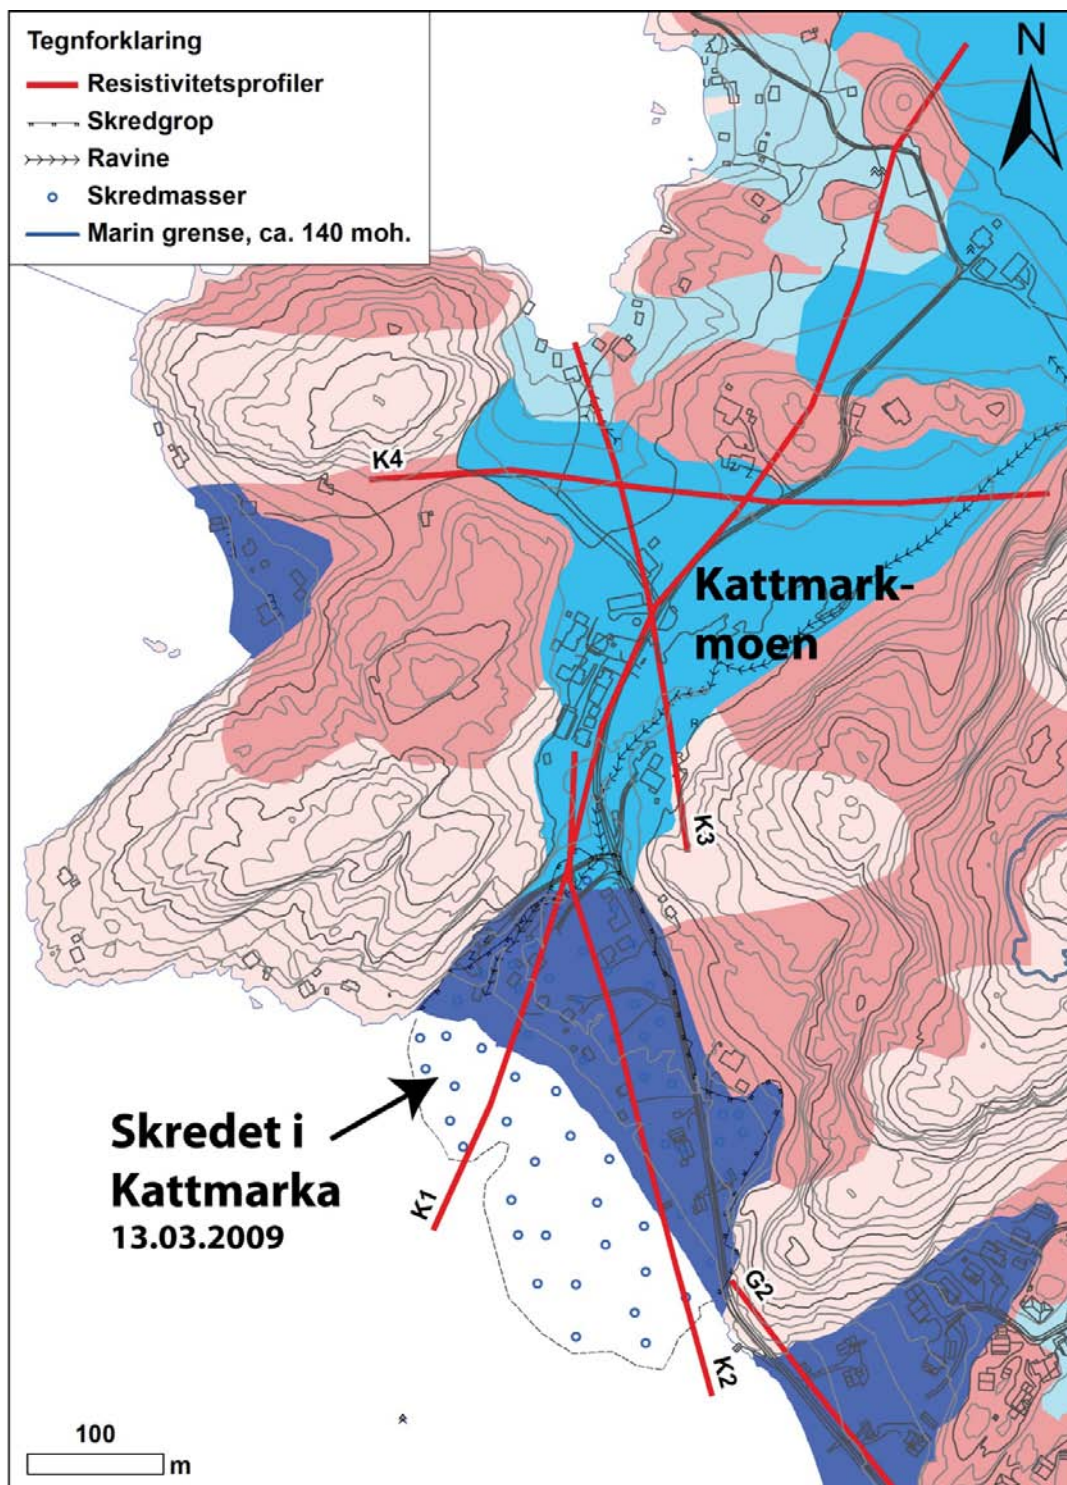 Tegnforklaring
Resistivitetsprofiler
Skredgrop
Ravine
Skredmasser
Marin grense, ca. 140 moh.
N
K4
Kattmark-
moen
R
K3
Skredet i
Kattmarka
13.03.2009
K1
G2
K2
100
m